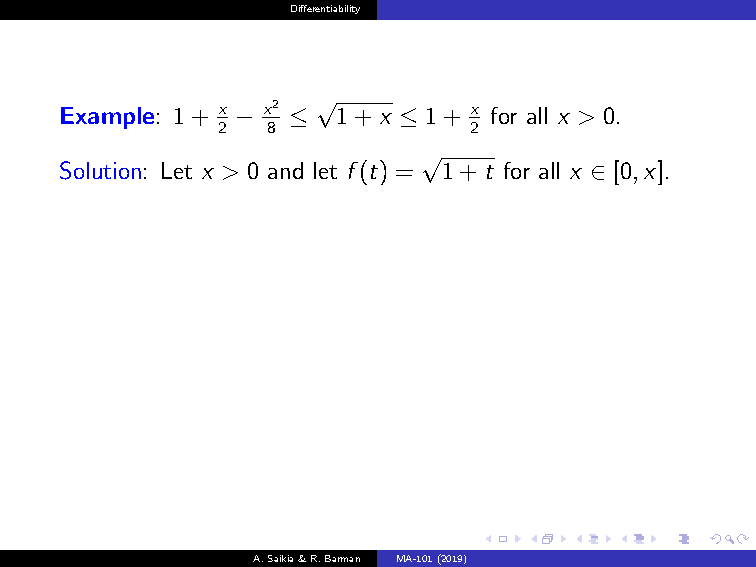 Differentiability
Example: 1 + x/2 − x²/8 ≤ √(1 + x) ≤ 1 + x/2 for all x > 0.
Solution: Let x > 0 and let f(t) = √(1 + t) for all x ∈ [0, x].
A. Saikia & R. Barman MA-101 (2019)